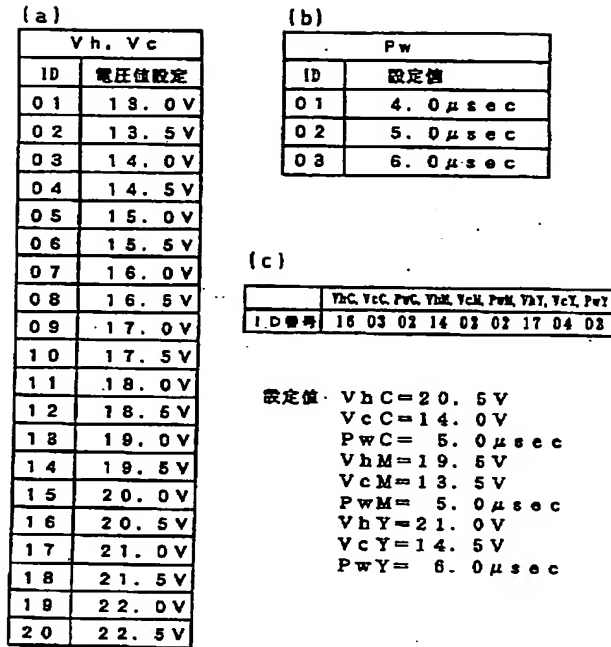 (a)
Vh, Vc
ID 電圧値設定
01 13.0V
02 13.5V
03 14.0V
04 14.5V
05 15.0V
06 15.5V
07 16.0V
08 16.5V
09 17.0V
10 17.5V
11 18.0V
12 18.5V
13 19.0V
14 19.5V
15 20.0V
16 20.5V
17 21.0V
18 21.5V
19 22.0V
20 22.5V
(b)
Pw
ID 設定値
01 4.0μsec
02 5.0μsec
03 6.0μsec
(c)
VhC, VcC, PwC, VhM, VcM, PwM, VhY, VcY, PwY
ID番号 16 03 02 14 02 02 17 04 03
設定値 VhC=20.5V
VcC=14.0V
PwC= 5.0μsec
VhM=19.5V
VcM=13.5V
PwM= 5.0μsec
VhY=21.0V
VcY=14.5V
PwY= 6.0μsec